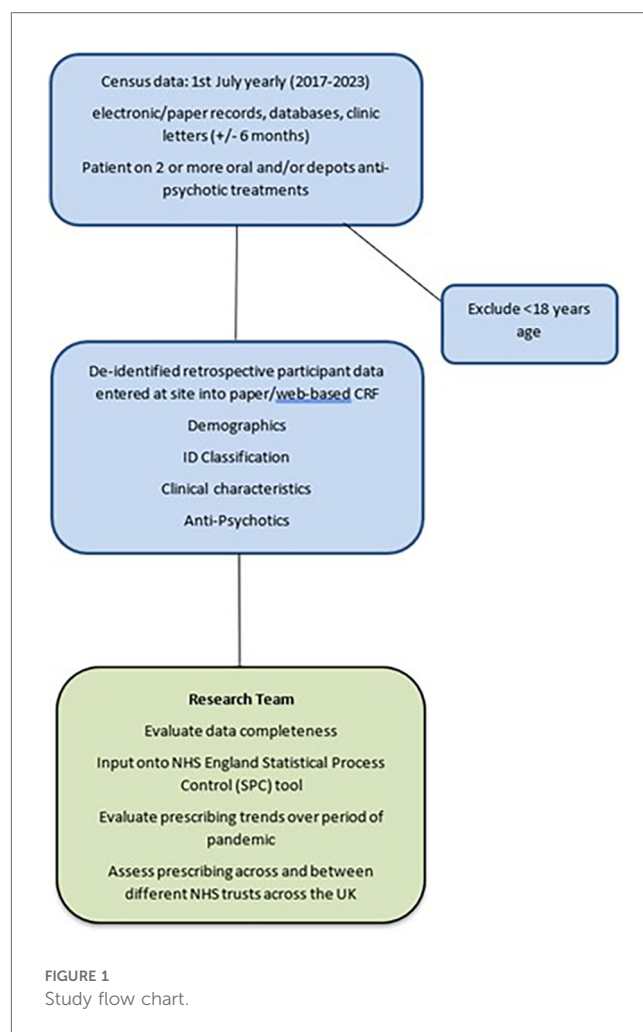 Census data: 1st July yearly (2017-2023)
electronic/paper records, databases, clinic
letters (+/- 6 months)
Patient on 2 or more oral and/or depots anti-
psychotic treatments
Exclude <18 years
age
De-identified retrospective participant data
entered at site into paper/web-based CRF
Demographics
ID Classification
Clinical characteristics
Anti-Psychotics
Research Team
Evaluate data completeness
Input onto NHS England Statistical Process
Control (SPC) tool
Evaluate prescribing trends over period of
pandemic
Assess prescribing across and between
different NHS trusts across the UK
FIGURE 1
Study flow chart.